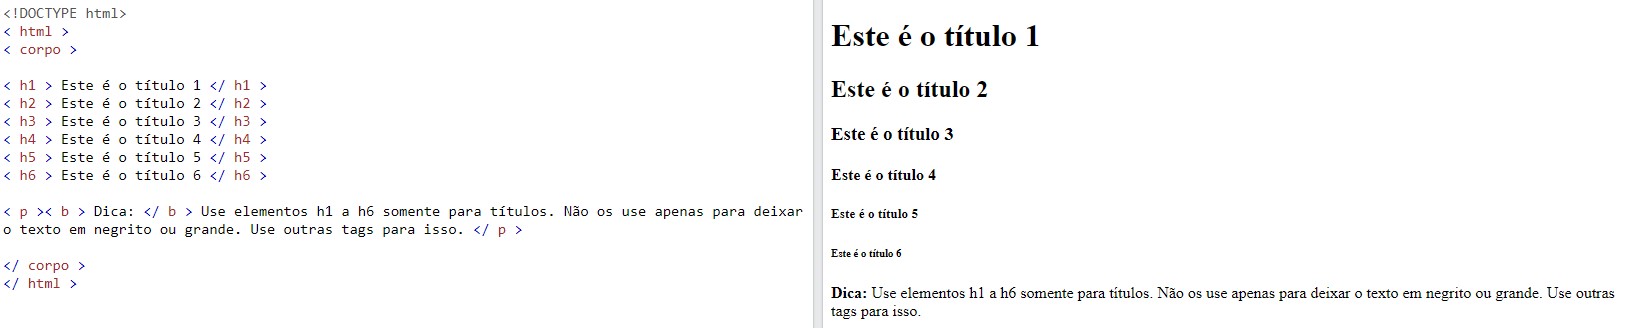 <!DOCTYPE html>
< html >
< corpo >
< h1 > Este é o título 1 </ h1 >
< h2 > Este é o título 2 </ h2 >
< h3 > Este é o título 3 </ h3 >
< h4 > Este é o título 4 </ h4 >
< h5 > Este é o título 5 </ h5 >
< h6 > Este é o título 6 </ h6 >
< p >< b > Dica: </ b > Use elementos h1 a h6 somente para títulos. Não os use apenas para deixar
o texto em negrito ou grande. Use outras tags para isso. </ p >
</ corpo >
</ html >
Este é o título 1
Este é o título 2
Este é o título 3
Este é o título 4
Este é o título 5
Este é o título 6
Dica: Use elementos h1 a h6 somente para títulos. Não os use apenas para deixar o texto em negrito ou grande. Use outras
tags para isso.